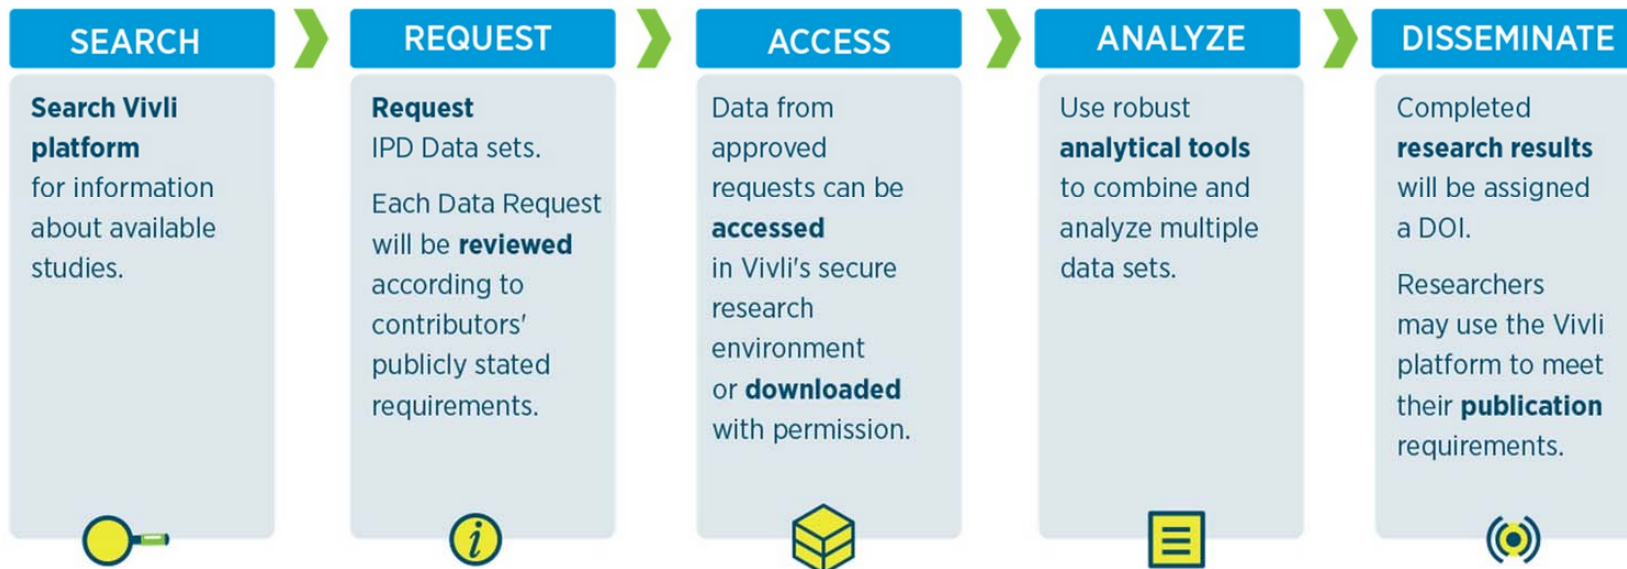 SEARCH
Search Vivli
platform
for information
about available
studies.
REQUEST
Request
IPD Data sets.
Each Data Request
will be reviewed
according to
contributors'
publicly stated
requirements.
i
ACCESS
Data from
approved
requests can be
accessed
in Vivli's secure
research
environment
or downloaded
with permission.
ANALYZE
Use robust
analytical tools
to combine and
analyze multiple
data sets.
DISSEMINATE
Completed
research results
will be assigned
a DOI.
Researchers
may use the Vivli
platform to meet
their publication
requirements.